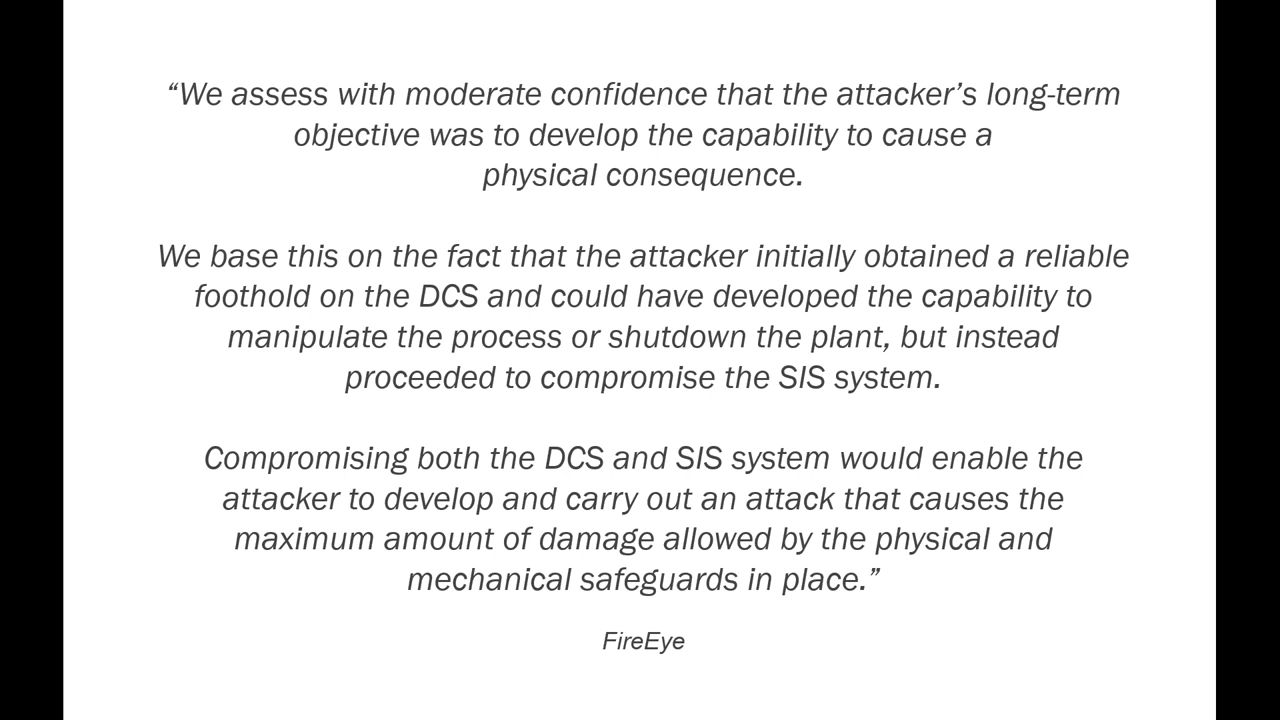 “We assess with moderate confidence that the attacker’s long-term
objective was to develop the capability to cause a
physical consequence.
We base this on the fact that the attacker initially obtained a reliable
foothold on the DCS and could have developed the capability to
manipulate the process or shutdown the plant, but instead
proceeded to compromise the SIS system.
Compromising both the DCS and SIS system would enable the
attacker to develop and carry out an attack that causes the
maximum amount of damage allowed by the physical and
mechanical safeguards in place.”
FireEye